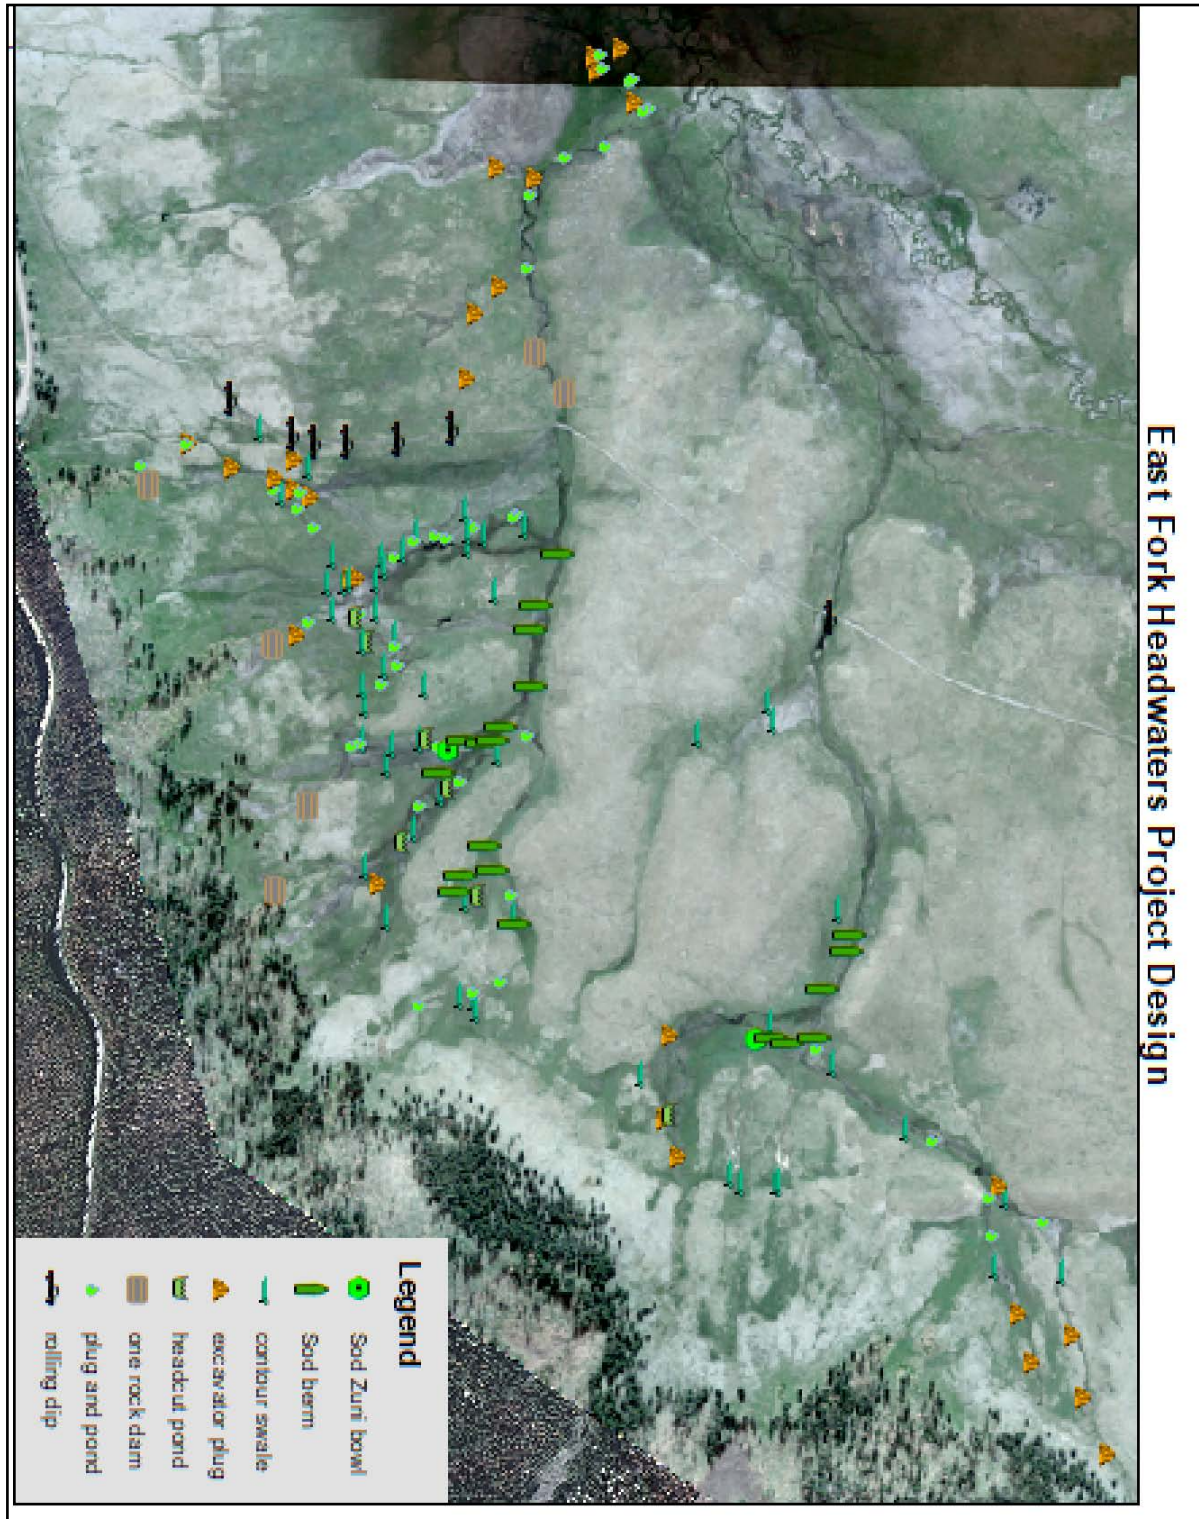 East Fork Headwaters Project Design
Legend
Sod Zuni bowl
Sod berm
contour swale
excavator plug
headcut pond
one rock dam
plug and pond
rolling dip